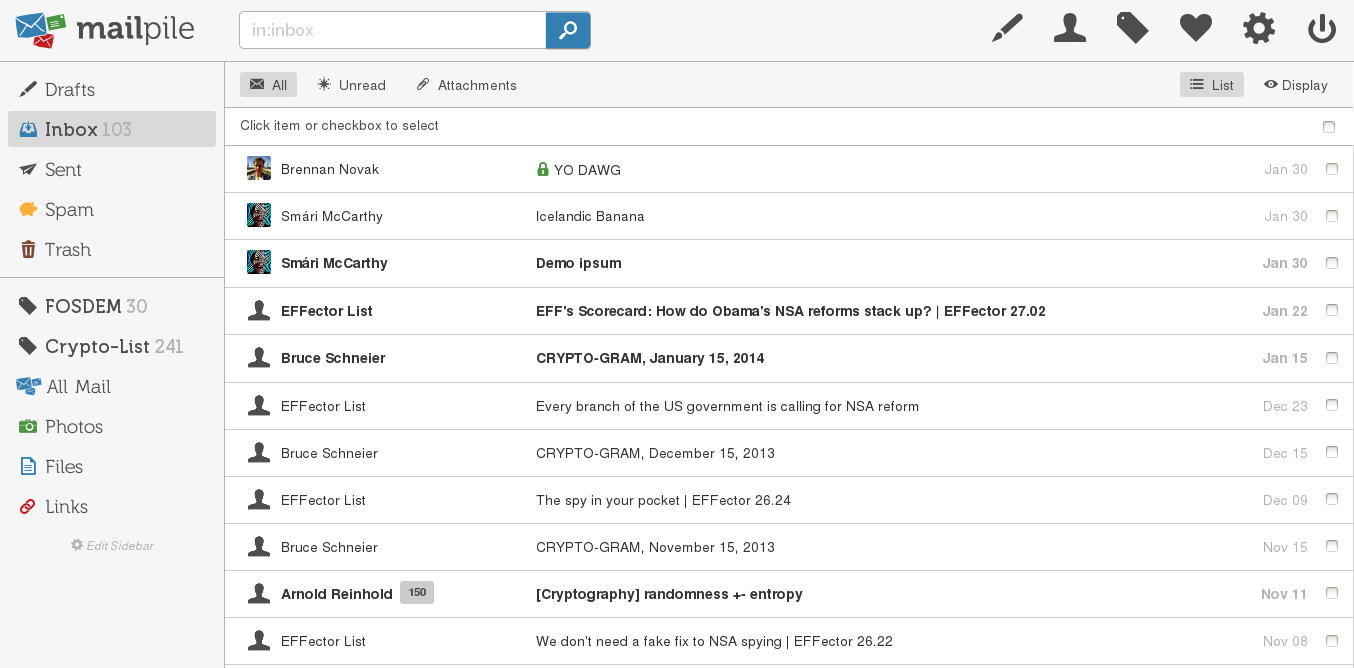 mailpile
in:inbox
Drafts
Inbox 103
Sent
Spam
Trash
FOSDEM 30
Crypto-List 241
All Mail
Photos
Files
Links
Edit Sidebar
All Unread Attachments List Display
Click item or checkbox to select
Brennan Novak YO DAWG Jan 30
Smári McCarthy Icelandic Banana Jan 30
Smári McCarthy Demo ipsum Jan 30
EFFector List EFF's Scorecard: How do Obama's NSA reforms stack up? | EFFector 27.02 Jan 22
Bruce Schneier CRYPTO-GRAM, January 15, 2014 Jan 15
EFFector List Every branch of the US government is calling for NSA reform Dec 23
Bruce Schneier CRYPTO-GRAM, December 15, 2013 Dec 15
EFFector List The spy in your pocket | EFFector 26.24 Dec 09
Bruce Schneier CRYPTO-GRAM, November 15, 2013 Nov 15
Arnold Reinhold 150 [Cryptography] randomness +- entropy Nov 11
EFFector List We don't need a fake fix to NSA spying | EFFector 26.22 Nov 08